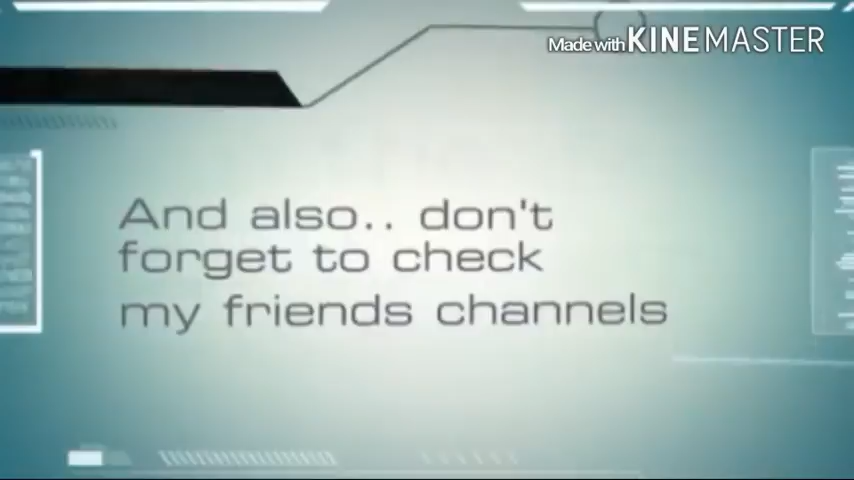 Made with KINEMASTER
And also.. don't
forget to check
my friends channels